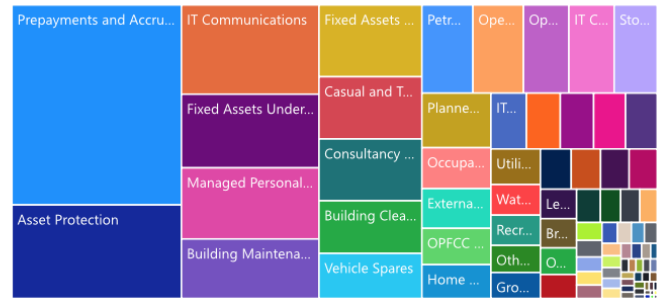 Prepayments and Accru...
Asset Protection
IT Communications
Fixed Assets Under...
Managed Personal...
Building Maintena...
Fixed Assets ...
Casual and T...
Consultancy ...
Building Clea...
Vehicle Spares
Petr...
Ope...
Op...
IT C...
Sto...
Planne...
Occupa...
Externa...
OPFCC ...
Home ...
IT...
Utili...
Wat...
Recr...
Oth...
Gro...
Le...
Br...
O...